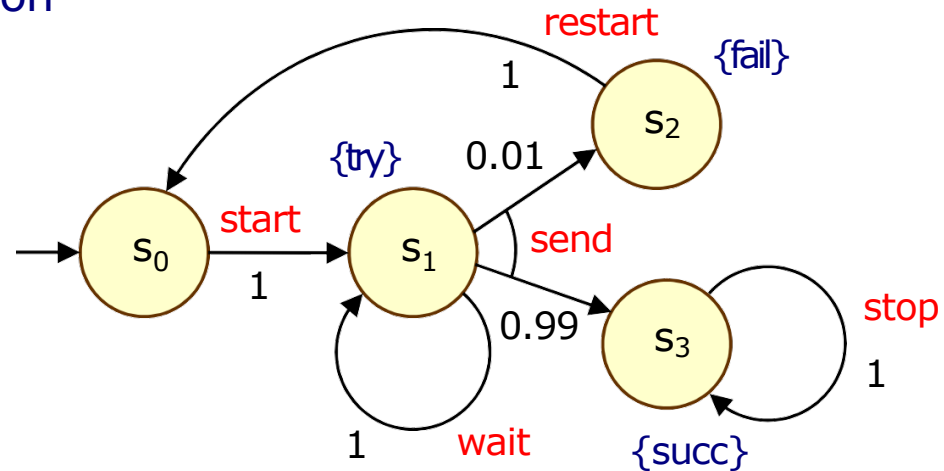 on
restart
1
{fail}
s₂
{try}
0.01
start
s₀
1
s₁
send
0.99
s₃
stop
1
1
wait
{succ}